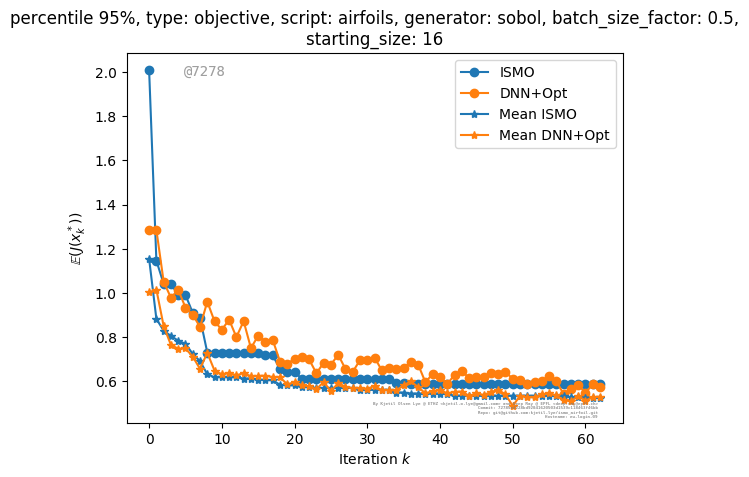 percentile 95%, type: objective, script: airfoils, generator: sobol, batch_size_factor: 0.5,
starting_size: 16
@7278
ISMO
DNN+Opt
Mean ISMO
Mean DNN+Opt
𝔼(J(x*_k))
2.0
1.8
1.6
1.4
1.2
1.0
0.8
0.6
0
10
20
30
40
50
60
Iteration k